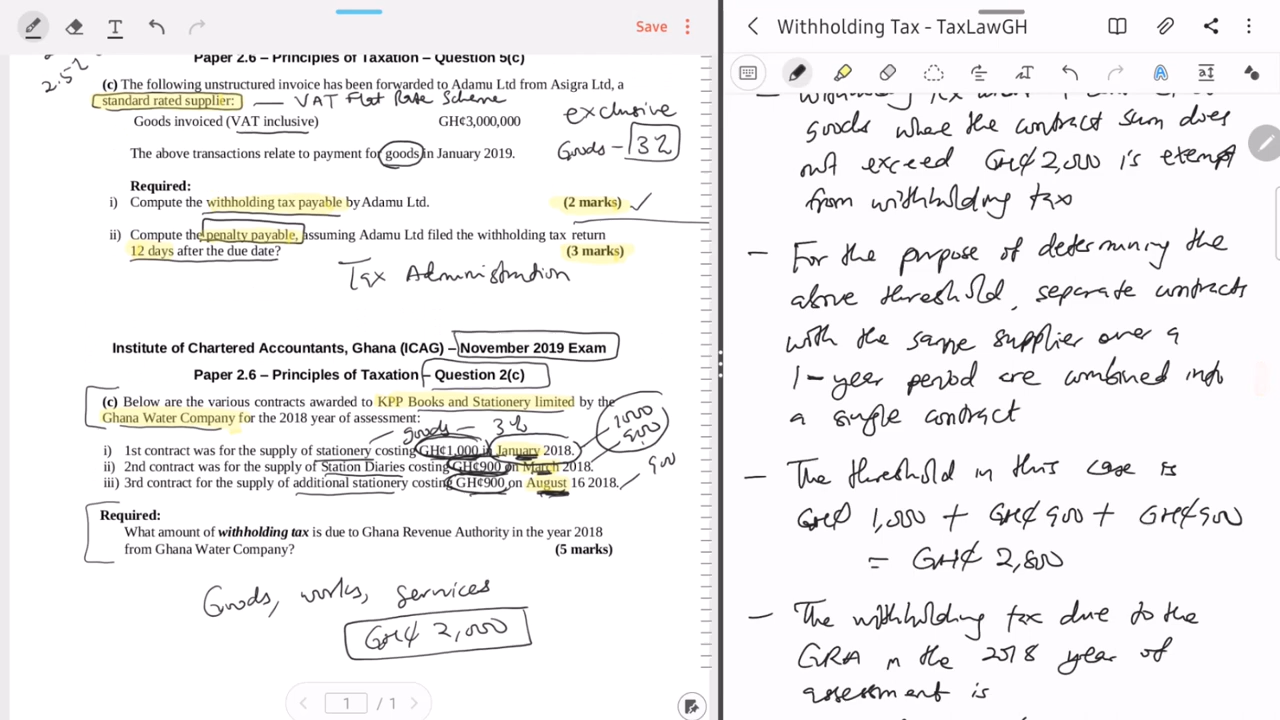 Save
2.5%
Paper 2.6 – Principles of Taxation – Question 5(c)
(c) The following unstructured invoice has been forwarded to Adamu Ltd from Asigra Ltd, a
standard rated supplier: — VAT Flat Rate Scheme
Goods invoiced (VAT inclusive) GH¢3,000,000
exclusive
Goods - 3%
The above transactions relate to payment for goods in January 2019.
Required:
i) Compute the withholding tax payable by Adamu Ltd. (2 marks) ✓
ii) Compute the penalty payable, assuming Adamu Ltd filed the withholding tax return
12 days after the due date? (3 marks)
Tax Administration
Institute of Chartered Accountants, Ghana (ICAG) – November 2019 Exam
Paper 2.6 – Principles of Taxation – Question 2(c)
(c) Below are the various contracts awarded to KPP Books and Stationery limited by the
Ghana Water Company for the 2018 year of assessment:
goods — 3%
1000
900
i) 1st contract was for the supply of stationery costing GH¢1,000 in January 2018.
ii) 2nd contract was for the supply of Station Diaries costing GH¢900 on March 2018.
900
iii) 3rd contract for the supply of additional stationery costing GH¢900 on August 16 2018.
Required:
What amount of withholding tax is due to Ghana Revenue Authority in the year 2018
from Ghana Water Company? (5 marks)
Goods, works, services
GH¢ 2,000
1 / 1
Withholding Tax - TaxLawGH
goods where the contract sum does
not exceed GH¢ 2,000 is exempt
from withholding tax
— For the purpose of determining the
above threshold, separate contracts
with the same supplier over a
1-year period are combined into
a single contract
— The threshold in this case is
GH¢ 1,000 + GH¢ 900 + GH¢ 900
= GH¢ 2,800
— The withholding tax due to the
GRA in the 2018 year of
assessment is